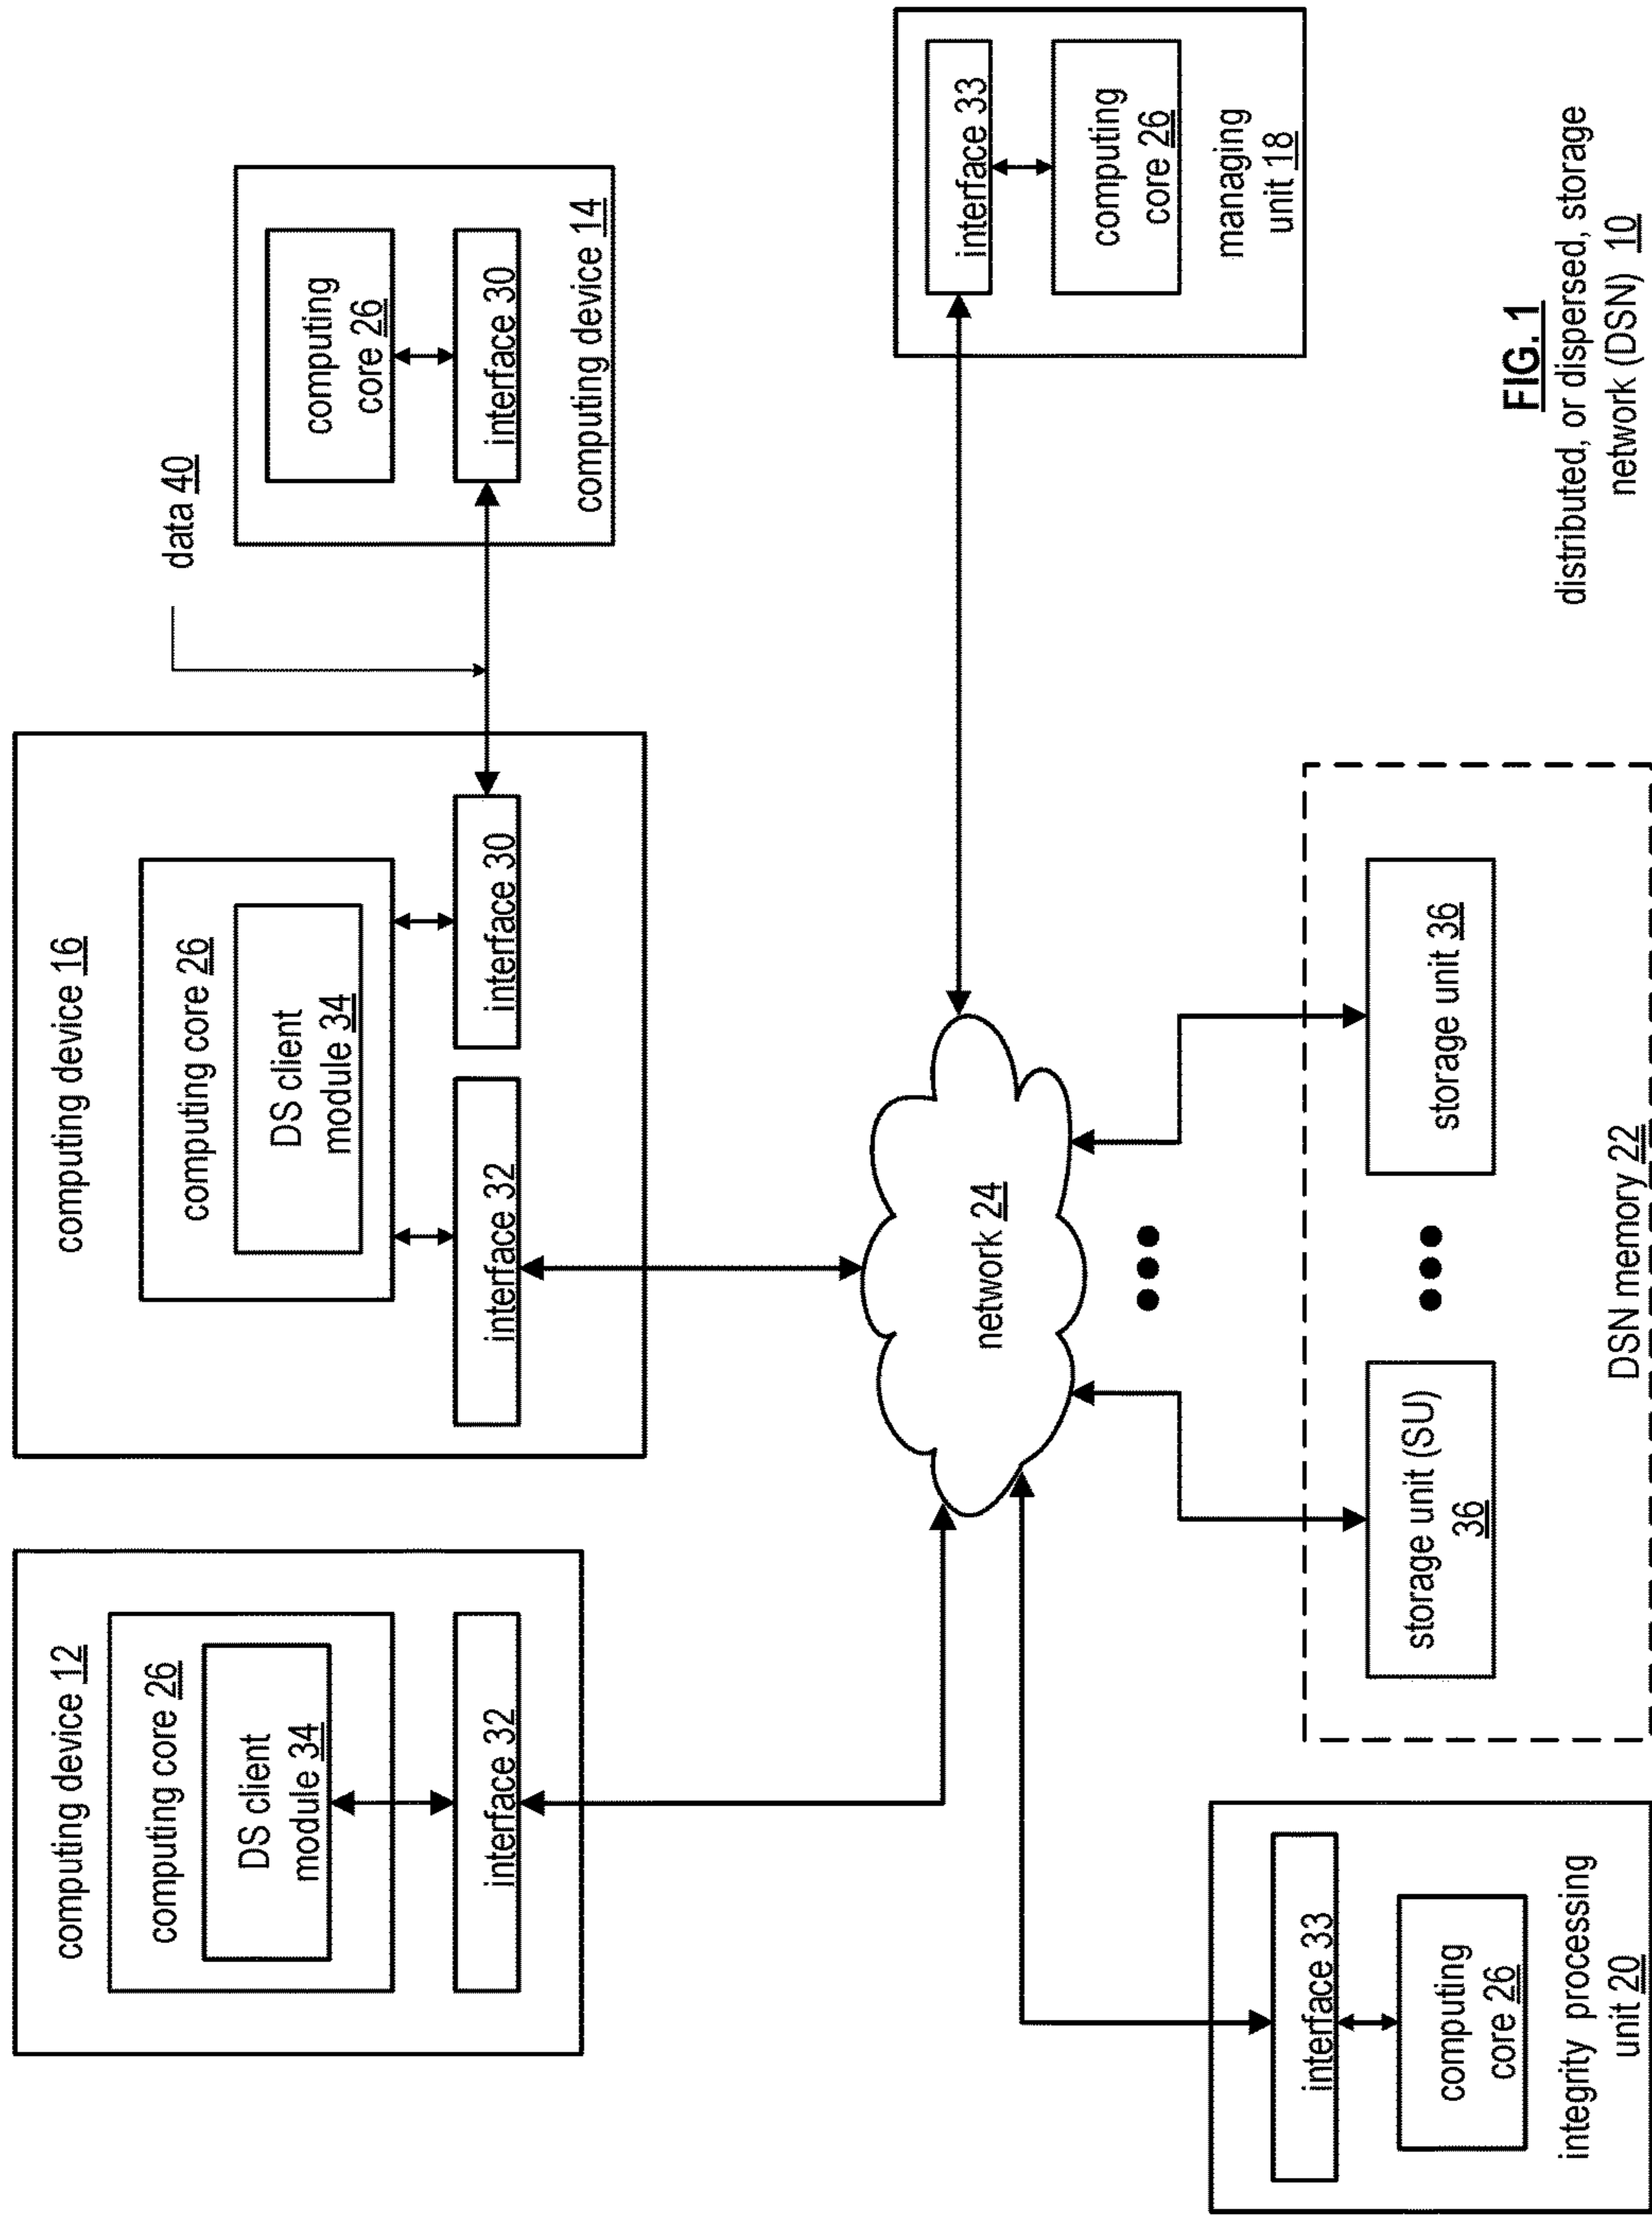 computing device 12
computing core 26
DS client
module 34
interface 32
computing device 16
computing core 26
DS client
module 34
interface 32
interface 30
data 40
computing
core 26
interface 30
computing device 14
network 24
interface 33
computing
core 26
managing
unit 18
interface 33
computing
core 26
integrity processing
unit 20
storage unit (SU)
36
storage unit 36
DSN memory 22
FIG. 1
distributed, or dispersed, storage
network (DSN) 10